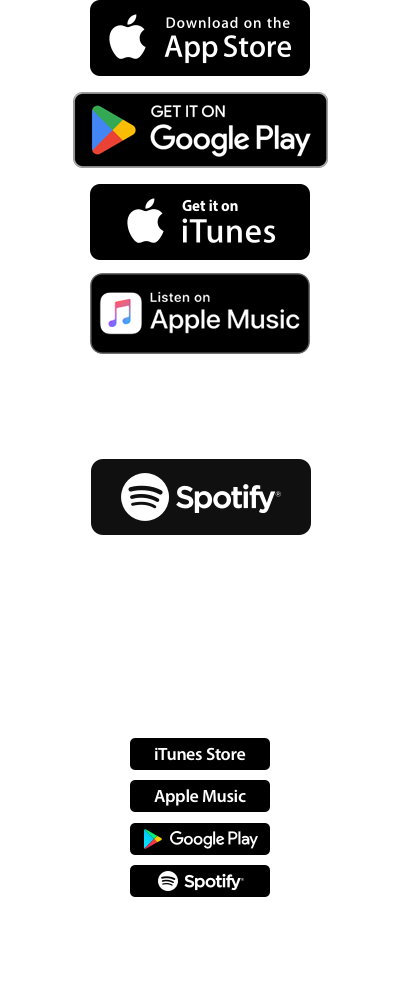 Download on the
App Store
GET IT ON
Google Play
Get it on
iTunes
Listen on
Apple Music
Spotify®
iTunes Store
Apple Music
Google Play
Spotify®